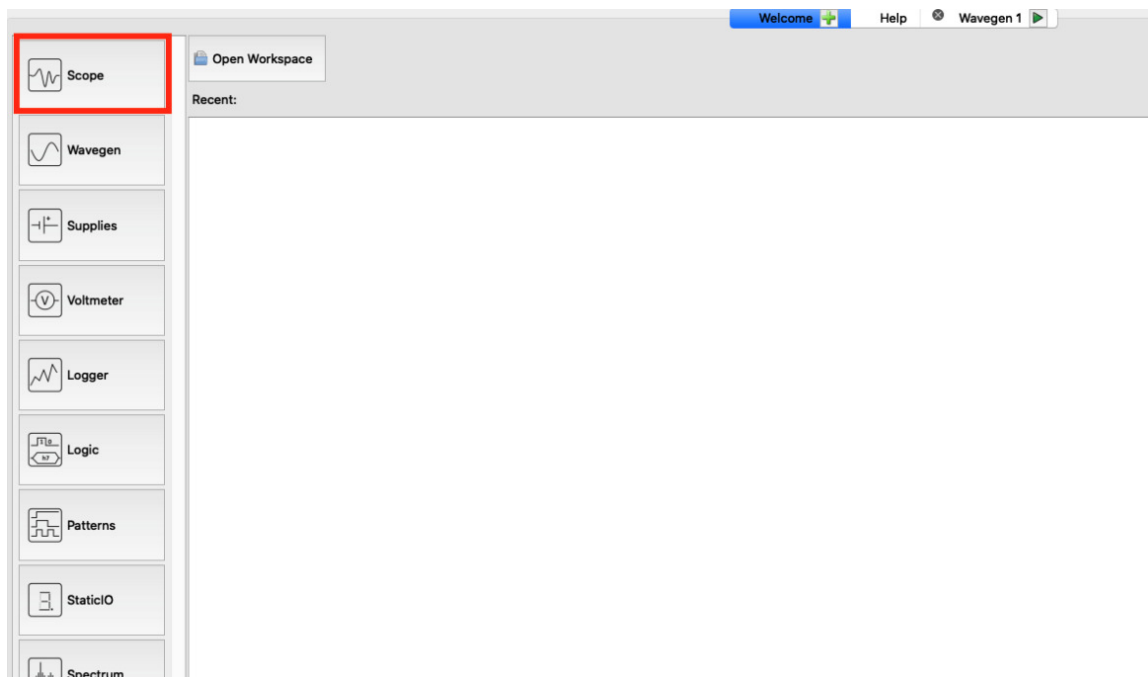 Welcome Help Wavegen 1
Scope
Open Workspace
Recent:
Wavegen
Supplies
Voltmeter
Logger
Logic
Patterns
StaticIO
Spectrum